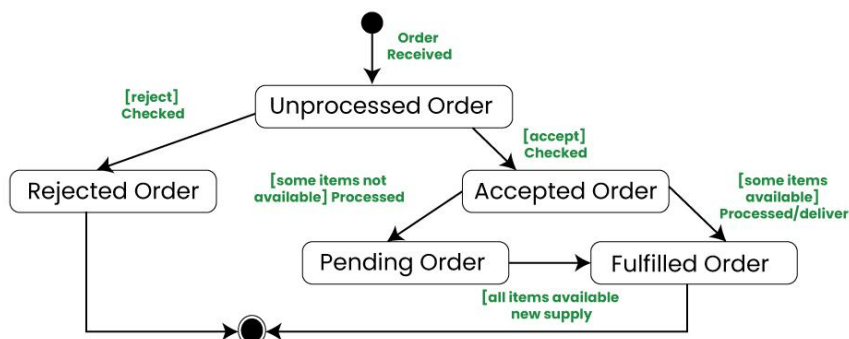 Order
Received
[reject]
Checked
Unprocessed Order
[accept]
Checked
Rejected Order
[some items not
available] Processed
Accepted Order
[some items
available]
Processed/deliver
Pending Order
Fulfilled Order
[all items available
new supply